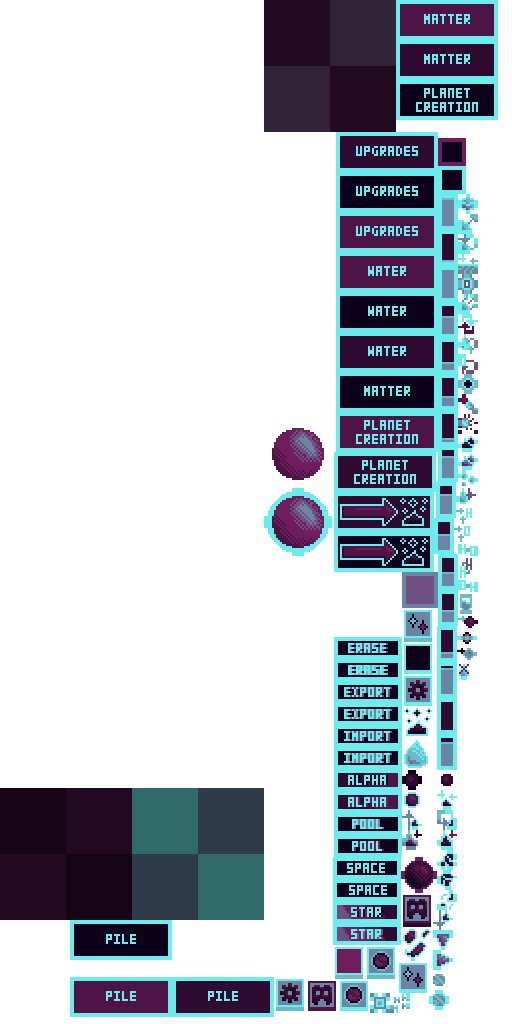 MATTER
MATTER
PLANET
CREATION
UPGRADES
UPGRADES
UPGRADES
WATER
WATER
WATER
MATTER
PLANET
CREATION
PLANET
CREATION
ERASE
ERASE
EXPORT
EXPORT
IMPORT
IMPORT
ALPHA
ALPHA
POOL
POOL
SPACE
SPACE
STAR
STAR
PILE
PILE
PILE